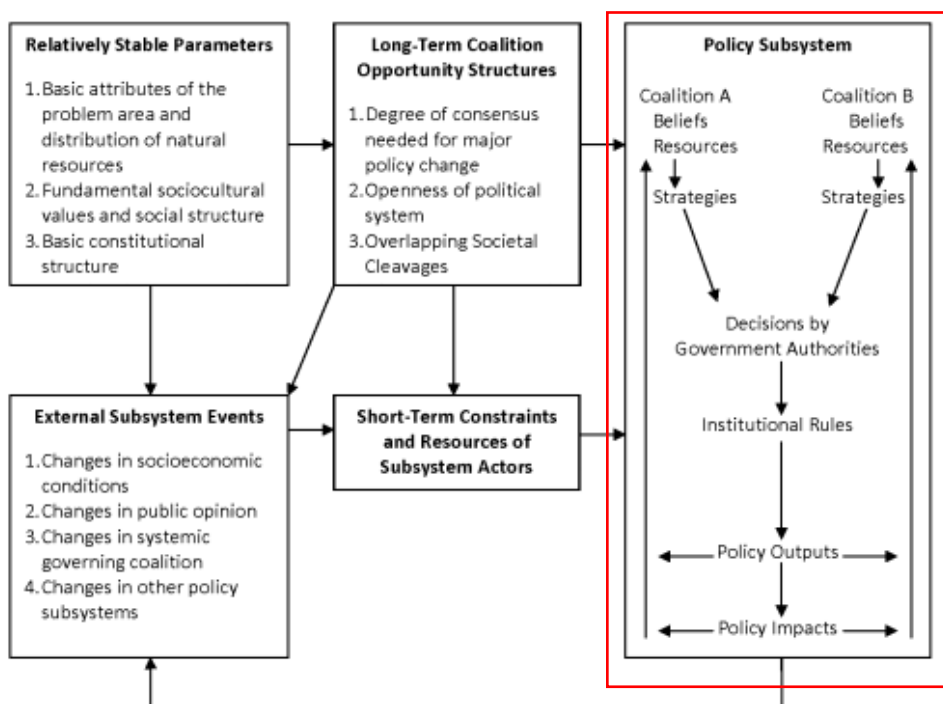 Relatively Stable Parameters
1.Basic attributes of the
problem area and
distribution of natural
resources
2.Fundamental sociocultural
values and social structure
3.Basic constitutional
structure
Long-Term Coalition
Opportunity Structures
1.Degree of consensus
needed for major
policy change
2.Openness of political
system
3.Overlapping Societal
Cleavages
External Subsystem Events
1.Changes in socioeconomic
conditions
2.Changes in public opinion
3.Changes in systemic
governing coalition
4.Changes in other policy
subsystems
Short-Term Constraints
and Resources of
Subsystem Actors
Policy Subsystem
Coalition A
Beliefs
Resources
Coalition B
Beliefs
Resources
Strategies
Strategies
Decisions by
Government Authorities
Institutional Rules
Policy Outputs
Policy Impacts